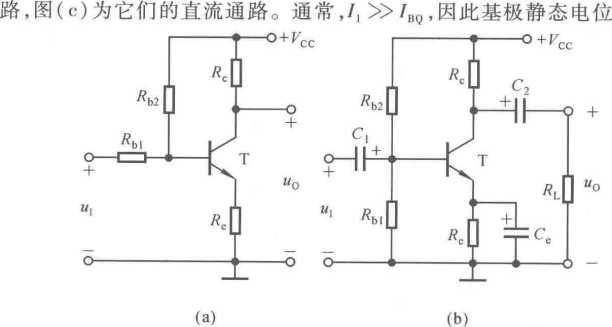 路,图(c)为它们的直流通路。通常,I₁≫I_BQ,因此基极静态电位
+V_CC
R_c
R_b2
R_b1
T
+
+
u_I
u_O
R_e
−
−
(a)
+V_CC
R_c
C_2
+
R_b2
C_1
+
+
T
+
u_I
R_b1
R_e
+
C_e
R_L
u_O
−
−
(b)